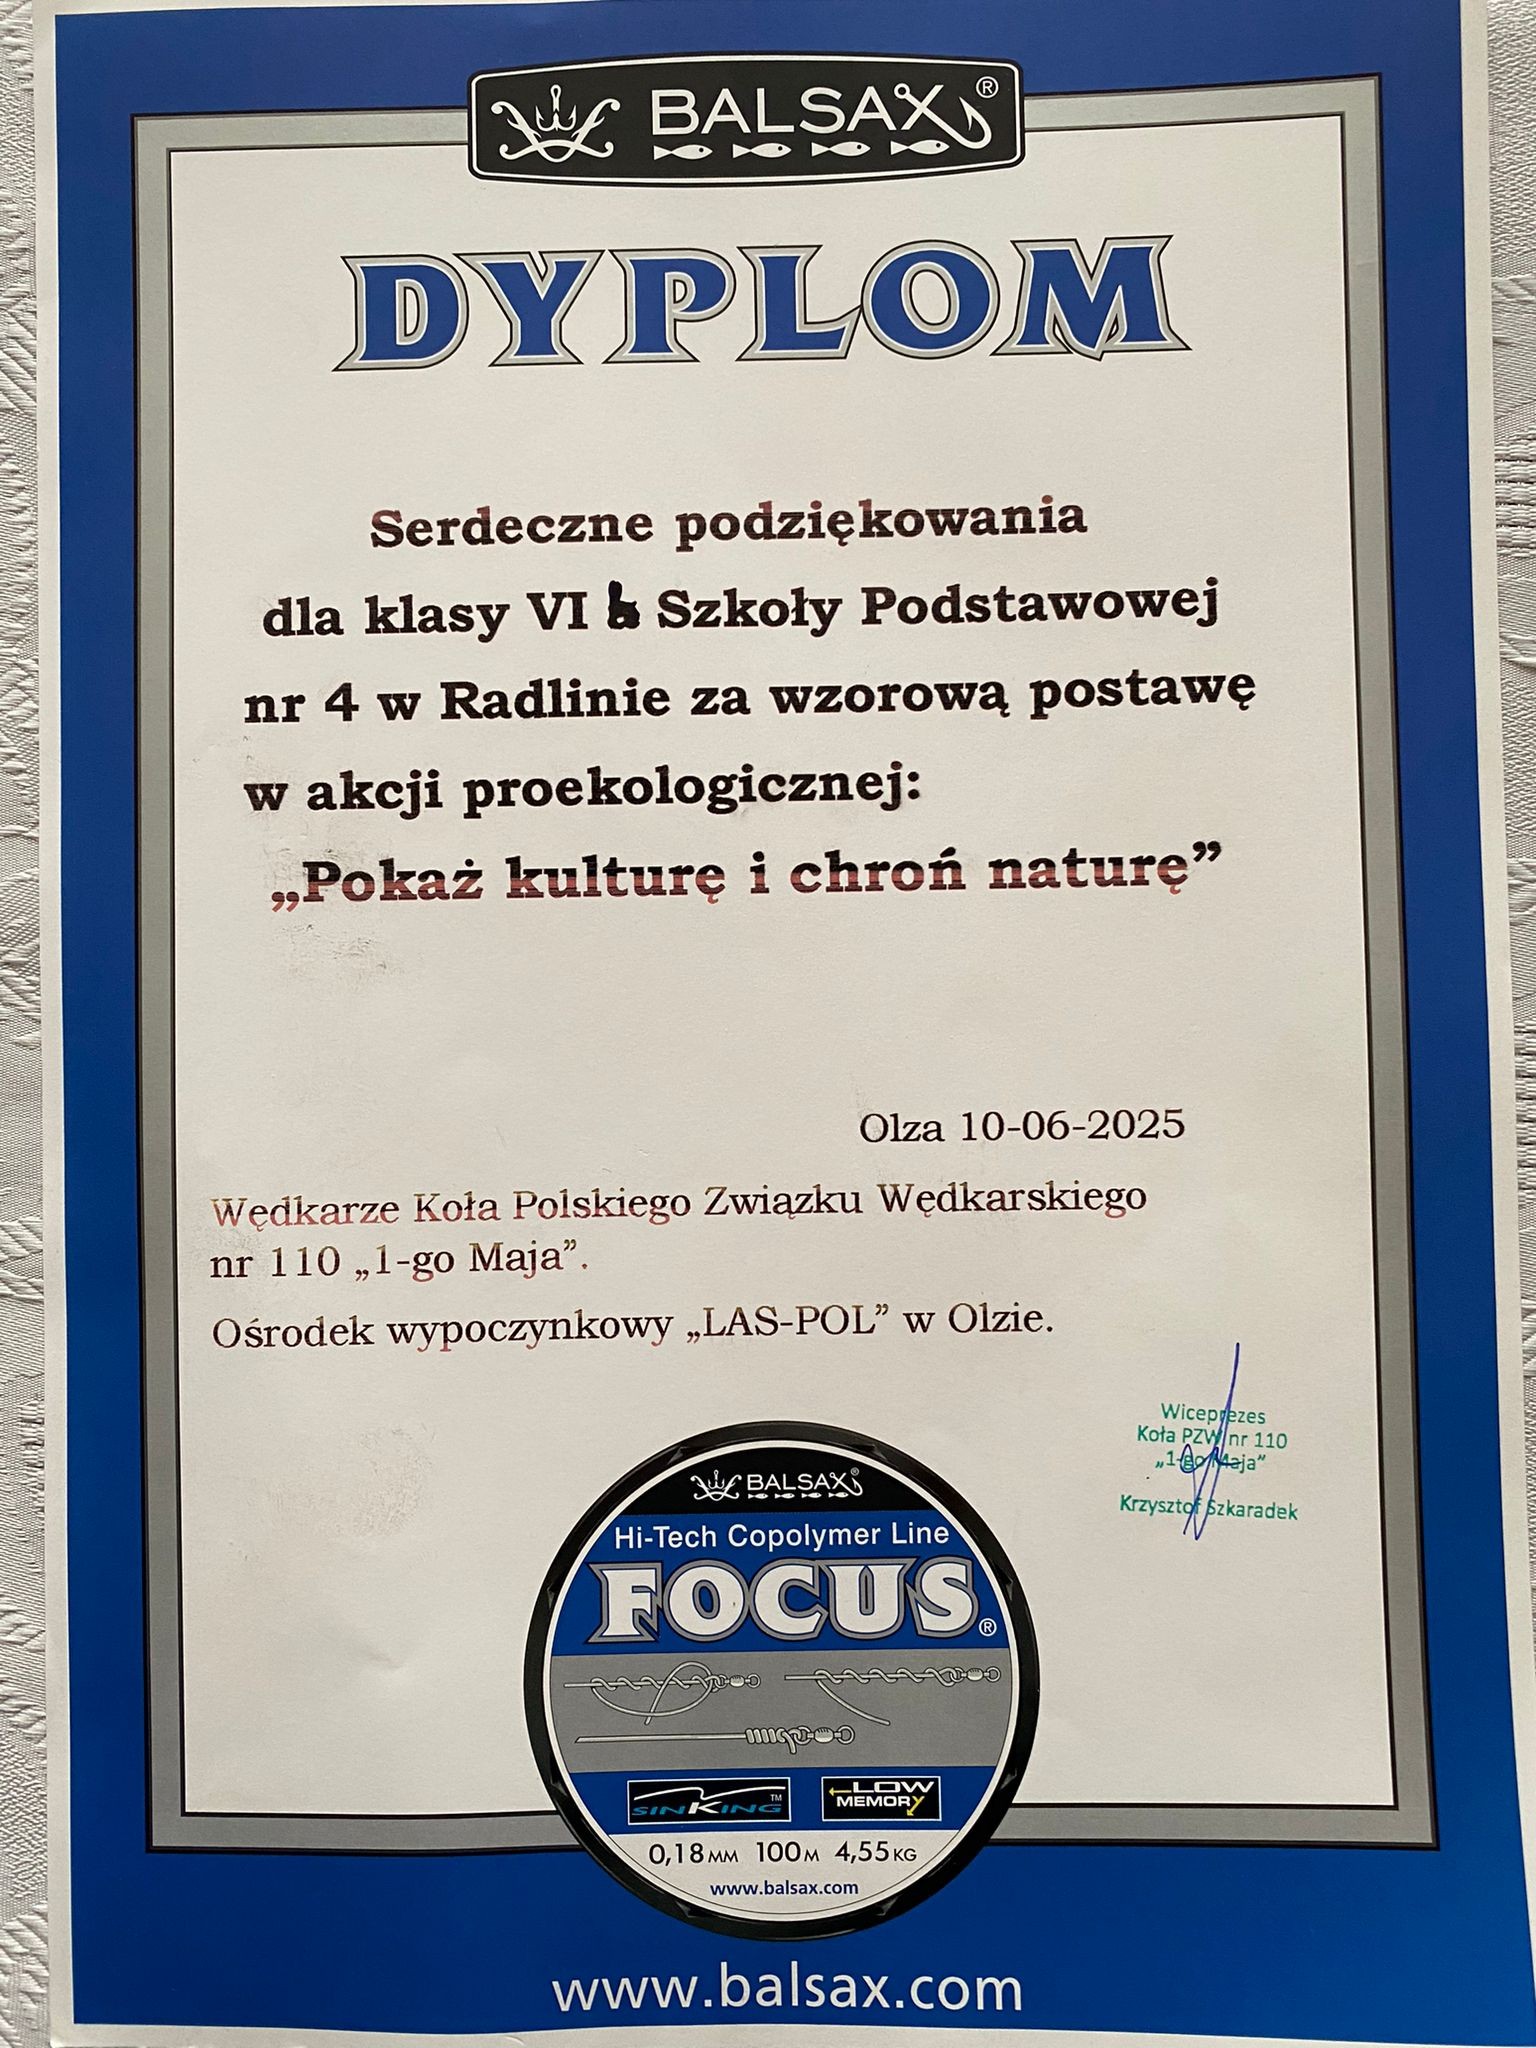 BALSAX®
DYPLOM
Serdeczne podziękowania
dla klasy VI b Szkoły Podstawowej
nr 4 w Radlinie za wzorową postawę
w akcji proekologicznej:
„Pokaż kulturę i chroń naturę”
Olza 10-06-2025
Wędkarze Koła Polskiego Związku Wędkarskiego
nr 110 „1-go Maja”.
Ośrodek wypoczynkowy „LAS-POL” w Olzie.
Wiceprezes
Koła PZW nr 110
„1-go Maja”
Krzysztof Szkaradek
BALSAX®
Hi-Tech Copolymer Line
FOCUS®
SINKING™
LOW MEMORY
0,18 MM 100 M 4,55 KG
www.balsax.com
www.balsax.com